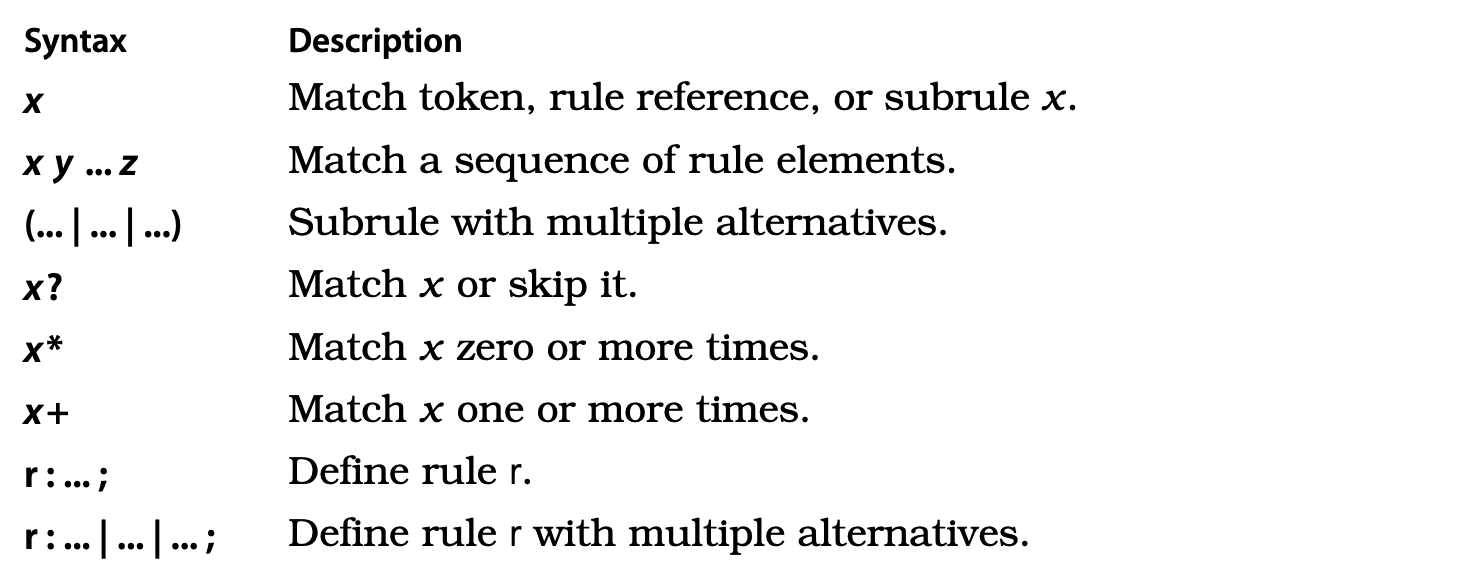 Syntax Description
x Match token, rule reference, or subrule x.
x y ... z Match a sequence of rule elements.
(... | ... | ...) Subrule with multiple alternatives.
x? Match x or skip it.
x* Match x zero or more times.
x+ Match x one or more times.
r : ... ; Define rule r.
r : ... | ... | ... ; Define rule r with multiple alternatives.